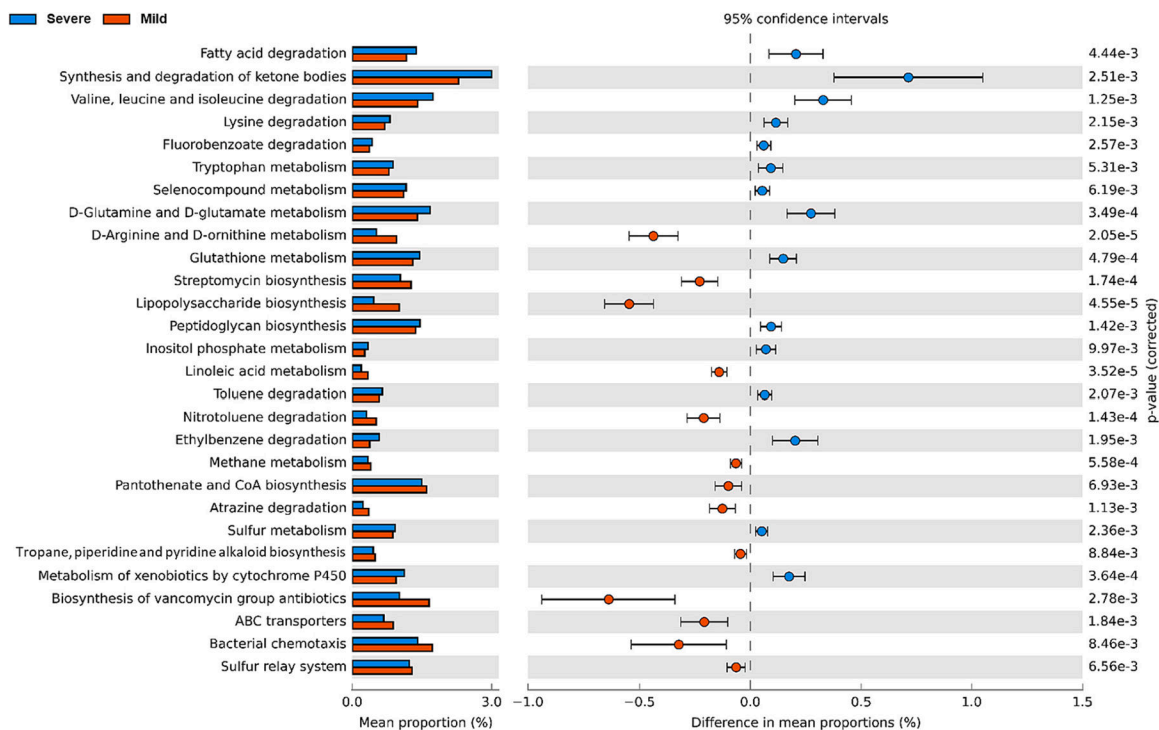 Severe Mild
95% confidence intervals
Fatty acid degradation 4.44e-3
Synthesis and degradation of ketone bodies 2.51e-3
Valine, leucine and isoleucine degradation 1.25e-3
Lysine degradation 2.15e-3
Fluorobenzoate degradation 2.57e-3
Tryptophan metabolism 5.31e-3
Selenocompound metabolism 6.19e-3
D-Glutamine and D-glutamate metabolism 3.49e-4
D-Arginine and D-ornithine metabolism 2.05e-5
Glutathione metabolism 4.79e-4
Streptomycin biosynthesis 1.74e-4
Lipopolysaccharide biosynthesis 4.55e-5
Peptidoglycan biosynthesis 1.42e-3
Inositol phosphate metabolism 9.97e-3
Linoleic acid metabolism 3.52e-5
Toluene degradation 2.07e-3
Nitrotoluene degradation 1.43e-4
Ethylbenzene degradation 1.95e-3
Methane metabolism 5.58e-4
Pantothenate and CoA biosynthesis 6.93e-3
Atrazine degradation 1.13e-3
Sulfur metabolism 2.36e-3
Tropane, piperidine and pyridine alkaloid biosynthesis 8.84e-3
Metabolism of xenobiotics by cytochrome P450 3.64e-4
Biosynthesis of vancomycin group antibiotics 2.78e-3
ABC transporters 1.84e-3
Bacterial chemotaxis 8.46e-3
Sulfur relay system 6.56e-3
p-value (corrected)
0.0 3.0 −1.0 −0.5 0.0 0.5 1.0 1.5
Mean proportion (%) Difference in mean proportions (%)